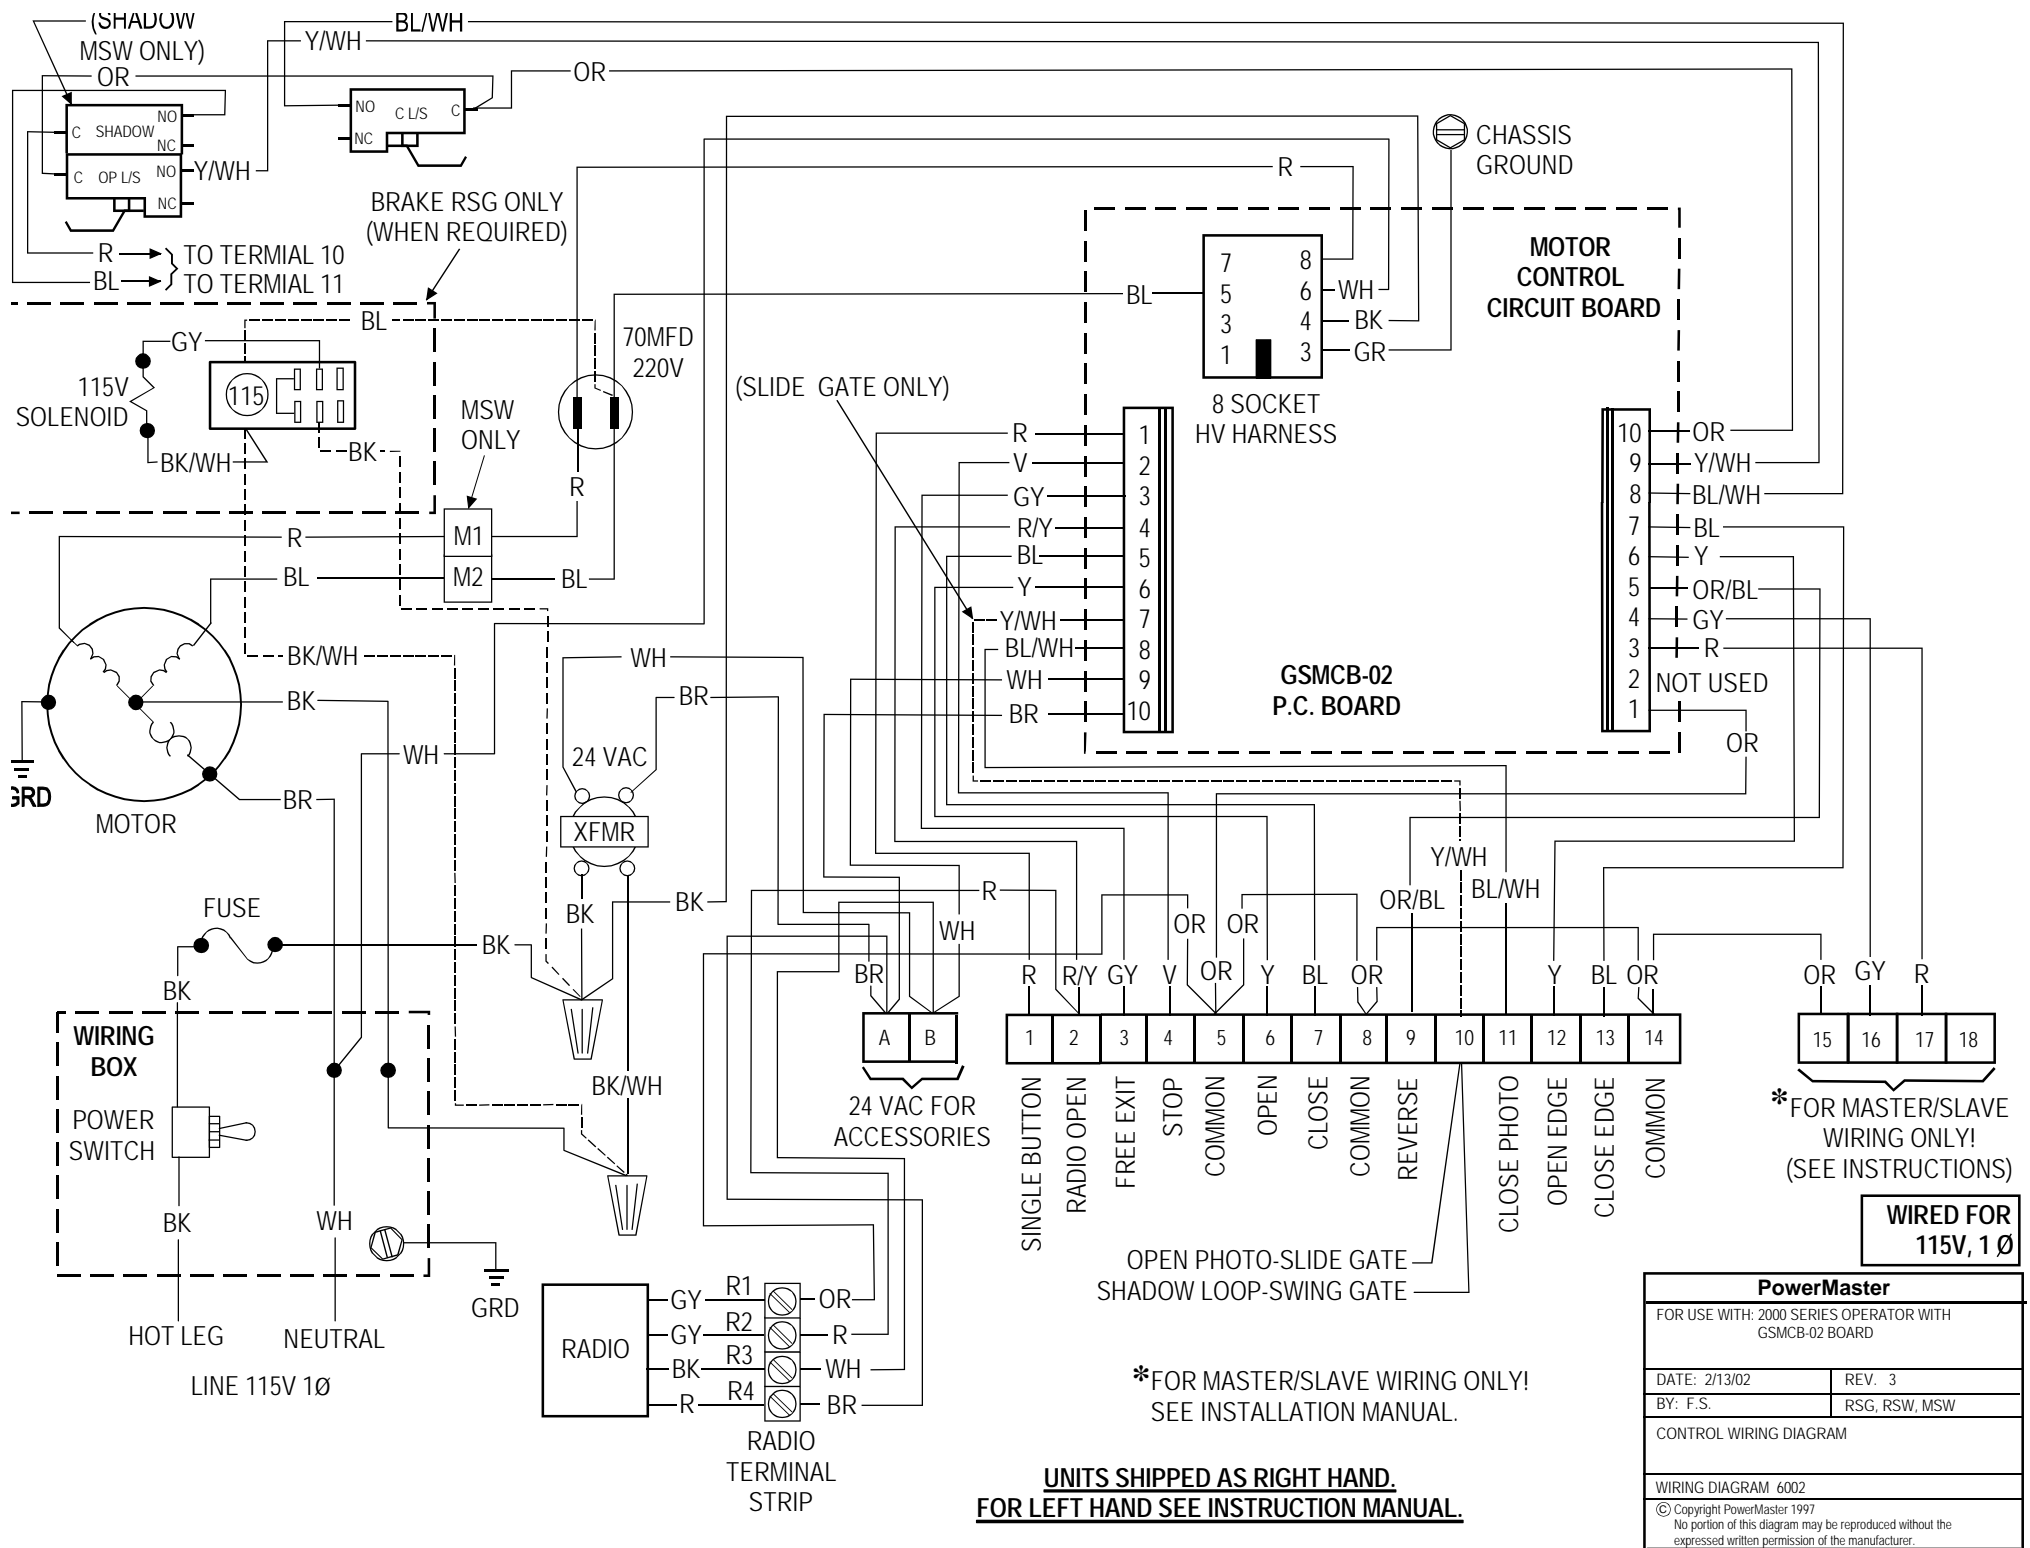 (SHADOW
MSW ONLY)
BL/WH
Y/WH
OR
OR
NO
C SHADOW
NC
C OP L/S NO
NC
Y/WH
NO C L/S C
NC
R TO TERMIAL 10
BL TO TERMIAL 11
BRAKE RSG ONLY
(WHEN REQUIRED)
R
CHASSIS
GROUND
MOTOR
CONTROL
CIRCUIT BOARD
7 8
5 6
3 4
1 3
BL
WH
BK
GR
8 SOCKET
HV HARNESS
BL
GY
115V
SOLENOID
115
BK/WH
BK
70MFD
220V
MSW
ONLY
R
(SLIDE GATE ONLY)
R 1
V 2
GY 3
R/Y 4
BL 5
Y 6
Y/WH 7
BL/WH 8
WH 9
BR 10
10 OR
9 Y/WH
8 BL/WH
7 BL
6 Y
5 OR/BL
4 GY
3 R
2 NOT USED
1
OR
GSMCB-02
P.C. BOARD
R M1
BL M2 BL
BK/WH
BK
WH
BR
GRD
MOTOR
WH
BR
24 VAC
XFMR
BK
BK
BK/WH
FUSE
BK
BK
WIRING
BOX
POWER
SWITCH
BK
WH
HOT LEG
NEUTRAL
LINE 115V 1Ø
GRD
R
WH
BR
OR
OR
Y/WH
OR/BL
BL/WH
R R/Y GY V OR Y BL OR Y BL OR
OR GY R
A B
1 2 3 4 5 6 7 8 9 10 11 12 13 14
15 16 17 18
24 VAC FOR
ACCESSORIES
SINGLE BUTTON
RADIO OPEN
FREE EXIT
STOP
COMMON
OPEN
CLOSE
COMMON
REVERSE
CLOSE PHOTO
OPEN EDGE
CLOSE EDGE
COMMON
*FOR MASTER/SLAVE
WIRING ONLY!
(SEE INSTRUCTIONS)
OPEN PHOTO-SLIDE GATE
SHADOW LOOP-SWING GATE
RADIO
GY R1 OR
GY R2 R
BK R3 WH
R R4 BR
RADIO
TERMINAL
STRIP
*FOR MASTER/SLAVE WIRING ONLY!
SEE INSTALLATION MANUAL.
UNITS SHIPPED AS RIGHT HAND.
FOR LEFT HAND SEE INSTRUCTION MANUAL.
WIRED FOR
115V, 1 Ø
PowerMaster
FOR USE WITH: 2000 SERIES OPERATOR WITH
GSMCB-02 BOARD
DATE: 2/13/02 REV. 3
BY: F.S. RSG, RSW, MSW
CONTROL WIRING DIAGRAM
WIRING DIAGRAM 6002
© Copyright PowerMaster 1997
No portion of this diagram may be reproduced without the
expressed written permission of the manufacturer.